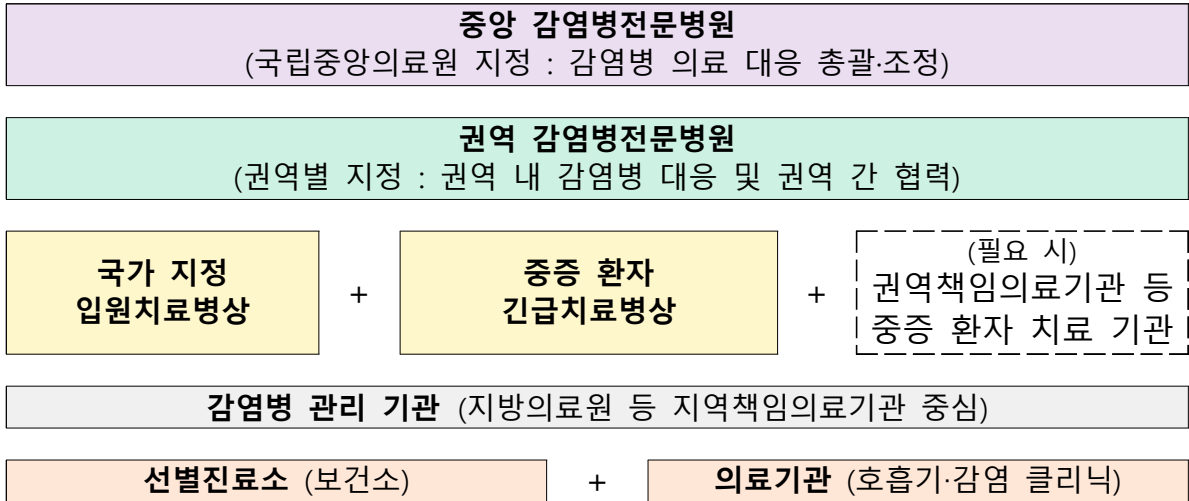 중앙 감염병전문병원
(국립중앙의료원 지정 : 감염병 의료 대응 총괄·조정)
권역 감염병전문병원
(권역별 지정 : 권역 내 감염병 대응 및 권역 간 협력)
국가 지정
입원치료병상
+
중증 환자
긴급치료병상
+
(필요 시)
권역책임의료기관 등
중증 환자 치료 기관
감염병 관리 기관 (지방의료원 등 지역책임의료기관 중심)
선별진료소 (보건소) + 의료기관 (호흡기·감염 클리닉)